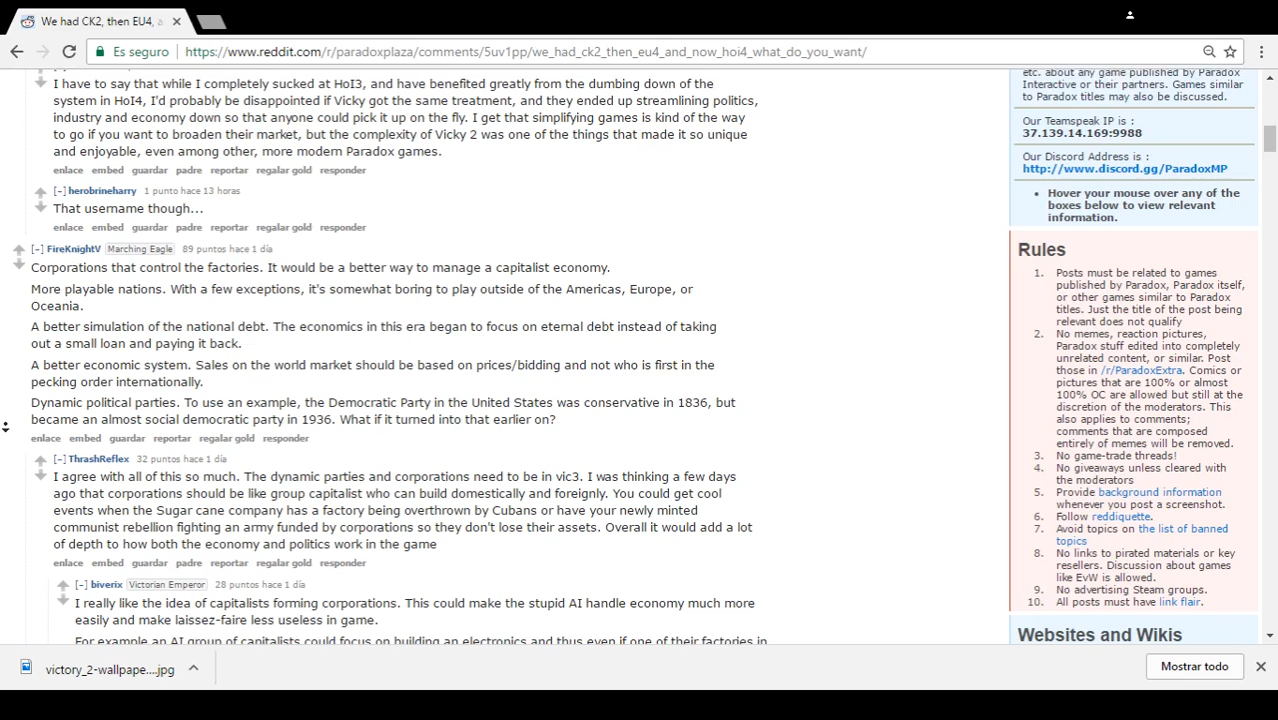 We had CK2, then EU4, a
Es seguro
https://www.reddit.com/r/paradoxplaza/comments/5uv1pp/we_had_ck2_then_eu4_and_now_hoi4_what_do_you_want/
I have to say that while I completely sucked at HoI3, and have benefited greatly from the dumbing down of the
system in HoI4, I'd probably be disappointed if Vicky got the same treatment, and they ended up streamlining politics,
industry and economy down so that anyone could pick it up on the fly. I get that simplifying games is kind of the way
to go if you want to broaden their market, but the complexity of Vicky 2 was one of the things that made it so unique
and enjoyable, even among other, more modern Paradox games.
enlace embed guardar padre reportar regalar gold responder
[–] herobrineharry 1 punto hace 13 horas
That username though...
enlace embed guardar padre reportar regalar gold responder
[–] FireKnightV Marching Eagle 89 puntos hace 1 día
Corporations that control the factories. It would be a better way to manage a capitalist economy.
More playable nations. With a few exceptions, it's somewhat boring to play outside of the Americas, Europe, or
Oceania.
A better simulation of the national debt. The economics in this era began to focus on eternal debt instead of taking
out a small loan and paying it back.
A better economic system. Sales on the world market should be based on prices/bidding and not who is first in the
pecking order internationally.
Dynamic political parties. To use an example, the Democratic Party in the United States was conservative in 1836, but
became an almost social democratic party in 1936. What if it turned into that earlier on?
enlace embed guardar reportar regalar gold responder
[–] ThrashReflex 32 puntos hace 1 día
I agree with all of this so much. The dynamic parties and corporations need to be in vic3. I was thinking a few days
ago that corporations should be like group capitalist who can build domestically and foreignly. You could get cool
events when the Sugar cane company has a factory being overthrown by Cubans or have your newly minted
communist rebellion fighting an army funded by corporations so they don't lose their assets. Overall it would add a lot
of depth to how both the economy and politics work in the game
enlace embed guardar padre reportar regalar gold responder
[–] biverix Victorian Emperor 28 puntos hace 1 día
I really like the idea of capitalists forming corporations. This could make the stupid AI handle economy much more
easily and make laissez-faire less useless in game.
For example an AI group of capitalists could focus on building an electronics and thus even if one of their factories in
etc. about any game published by Paradox
Interactive or their partners. Games similar
to Paradox titles may also be discussed.
Our Teamspeak IP is :
37.139.14.169:9988
Our Discord Address is :
http://www.discord.gg/ParadoxMP
• Hover your mouse over any of the
boxes below to view relevant
information.
Rules
1. Posts must be related to games
published by Paradox, Paradox itself,
or other games similar to Paradox
titles. Just the title of the post being
relevant does not qualify
2. No memes, reaction pictures,
Paradox stuff edited into completely
unrelated content, or similar. Post
those in /r/ParadoxExtra. Comics or
pictures that are 100% or almost
100% OC are allowed but still at the
discretion of the moderators. This
also applies to comments;
comments that are composed
entirely of memes will be removed.
3. No game-trade threads!
4. No giveaways unless cleared with
the moderators
5. Provide background information
whenever you post a screenshot.
6. Follow reddiquette.
7. Avoid topics on the list of banned
topics
8. No links to pirated materials or key
resellers. Discussion about games
like EvW is allowed.
9. No advertising Steam groups.
10. All posts must have link flair.
Websites and Wikis
victory_2-wallpape....jpg
Mostrar todo